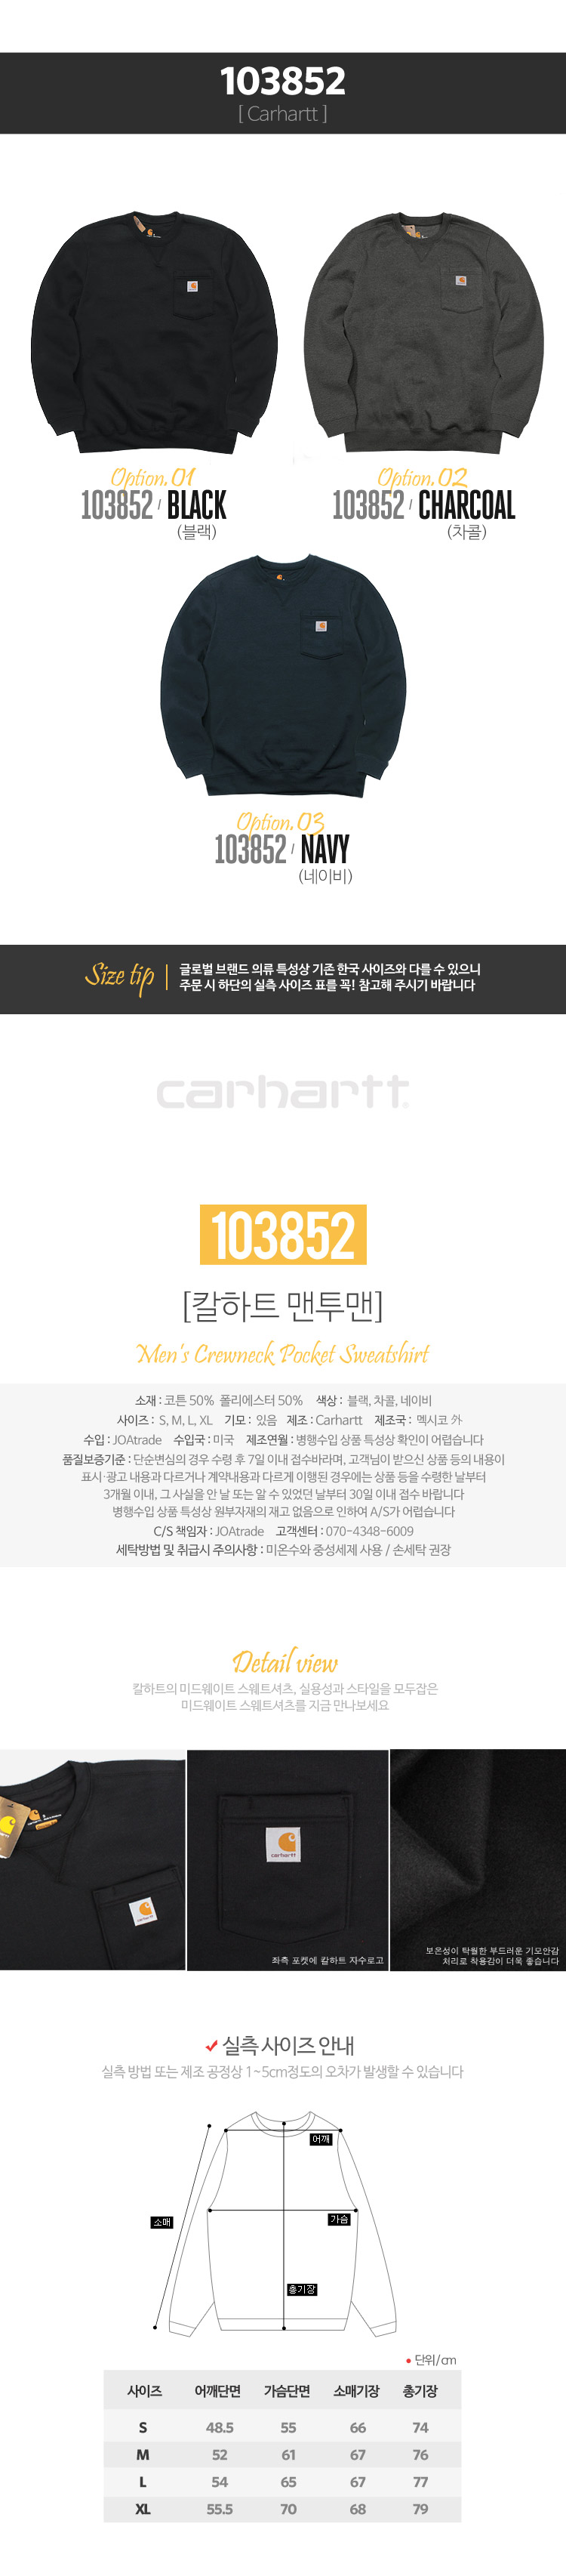 103852
[ Carhartt ]
Option. 01
103852 / BLACK
(블랙)
Option. 02
103852 / CHARCOAL
(차콜)
Option. 03
103852 / NAVY
(네이비)
Size tip
글로벌 브랜드 의류 특성상 기존 한국 사이즈와 다를 수 있으니
주문 시 하단의 실측 사이즈 표를 꼭! 참고해 주시기 바랍니다
carhartt
103852
[칼하트 맨투맨]
Men's Crewneck Pocket Sweatshirt
소재 : 코튼 50% 폴리에스터 50% 색상 : 블랙, 차콜, 네이비
사이즈 : S, M, L, XL 기모 : 있음 제조 : Carhartt 제조국 : 멕시코 外
수입 : JOAtrade 수입국 : 미국 제조연월 : 병행수입 상품 특성상 확인이 어렵습니다
품질보증기준 : 단순변심의 경우 수령 후 7일 이내 접수바라며, 고객님이 받으신 상품 등의 내용이
표시·광고 내용과 다르거나 계약내용과 다르게 이행된 경우에는 상품 등을 수령한 날부터
3개월 이내, 그 사실을 안 날 또는 알 수 있었던 날부터 30일 이내 접수 바랍니다
병행수입 상품 특성상 원부자재의 재고 없음으로 인하여 A/S가 어렵습니다
C/S 책임자 : JOAtrade 고객센터 : 070-4348-6009
세탁방법 및 취급시 주의사항 : 미온수와 중성세제 사용 / 손세탁 권장
Detail view
칼하트의 미드웨이트 스웨트셔츠, 실용성과 스타일을 모두잡은
미드웨이트 스웨트셔츠를 지금 만나보세요
carhartt
carhartt
좌측 포켓에 칼하트 자수로고
보온성이 탁월한 부드러운 기모안감
처리로 착용감이 더욱 좋습니다
실측 사이즈 안내
실측 방법 또는 제조 공정상 1~5cm정도의 오차가 발생할 수 있습니다
어깨
소매
가슴
총기장
단위/cm
사이즈 어깨단면 가슴단면 소매기장 총기장
S 48.5 55 66 74
M 52 61 67 76
L 54 65 67 77
XL 55.5 70 68 79